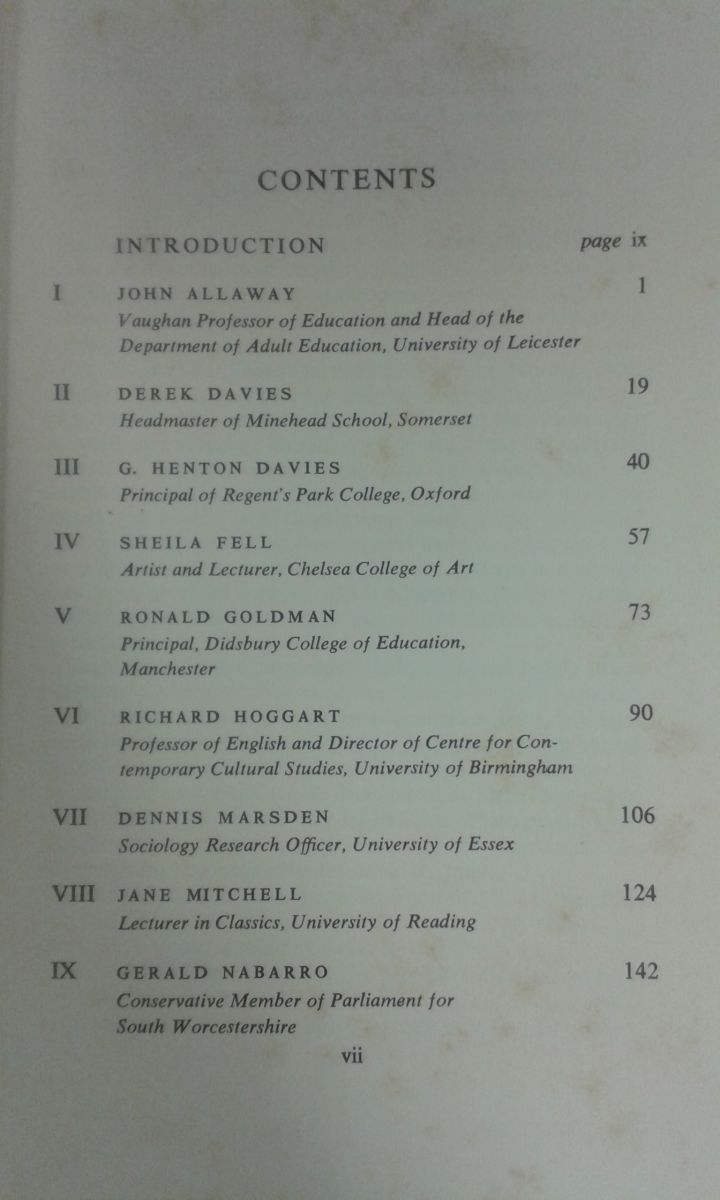 CONTENTS
INTRODUCTION page ix
I JOHN ALLAWAY 1
Vaughan Professor of Education and Head of the
Department of Adult Education, University of Leicester
II DEREK DAVIES 19
Headmaster of Minehead School, Somerset
III G. HENTON DAVIES 40
Principal of Regent's Park College, Oxford
IV SHEILA FELL 57
Artist and Lecturer, Chelsea College of Art
V RONALD GOLDMAN 73
Principal, Didsbury College of Education,
Manchester
VI RICHARD HOGGART 90
Professor of English and Director of Centre for Con-
temporary Cultural Studies, University of Birmingham
VII DENNIS MARSDEN 106
Sociology Research Officer, University of Essex
VIII JANE MITCHELL 124
Lecturer in Classics, University of Reading
IX GERALD NABARRO 142
Conservative Member of Parliament for
South Worcestershire
vii